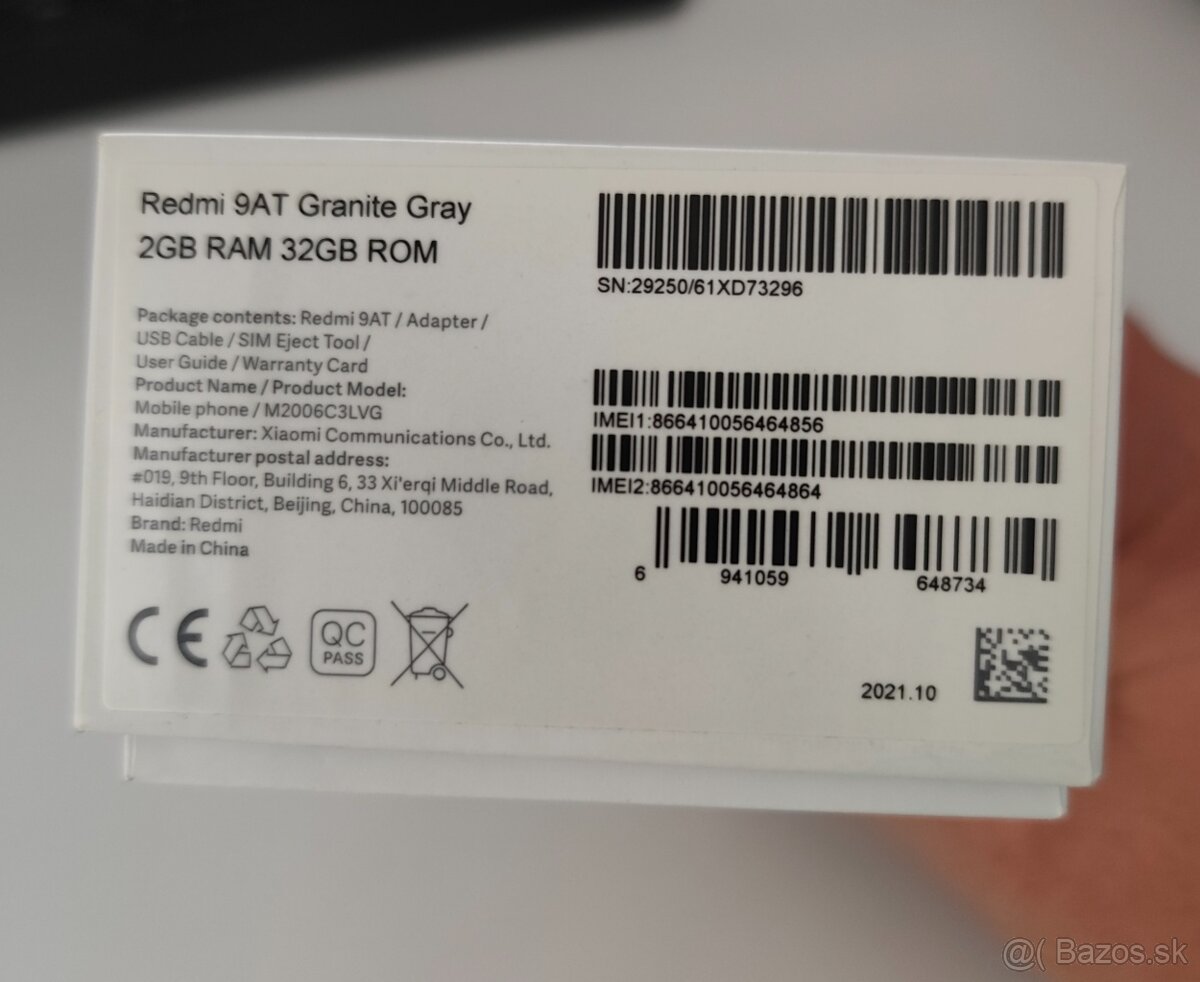 Redmi 9AT Granite Gray
2GB RAM 32GB ROM
Package contents: Redmi 9AT / Adapter /
USB Cable / SIM Eject Tool /
User Guide / Warranty Card
Product Name / Product Model:
Mobile phone / M2006C3LVG
Manufacturer: Xiaomi Communications Co., Ltd.
Manufacturer postal address:
#019, 9th Floor, Building 6, 33 Xi'erqi Middle Road,
Haidian District, Beijing, China, 100085
Brand: Redmi
Made in China
CE
QC
PASS
SN:29250/61XD73296
IMEI1:866410056464856
IMEI2:866410056464864
6 941059 648734
2021.10
@( Bazos.sk